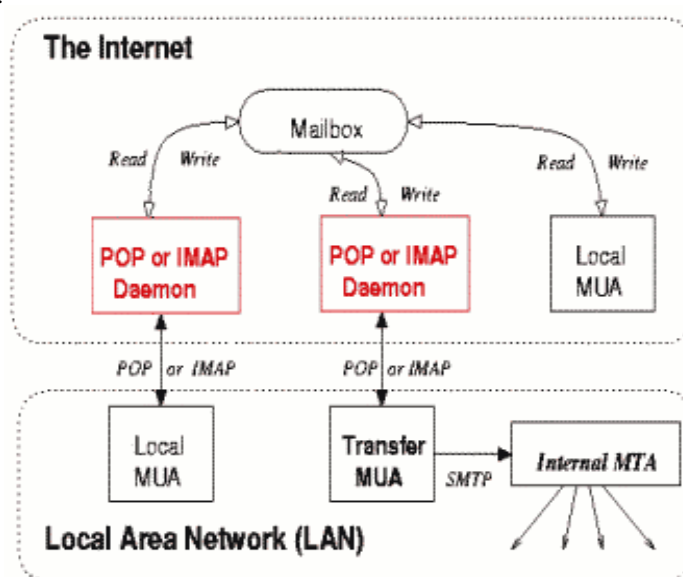 The Internet
Mailbox
Read Write
Read Write
Read Write
POP or IMAP
Daemon
POP or IMAP
Daemon
Local
MUA
POP or IMAP
POP or IMAP
Local
MUA
Transfer
MUA
SMTP
Internal MTA
Local Area Network (LAN)